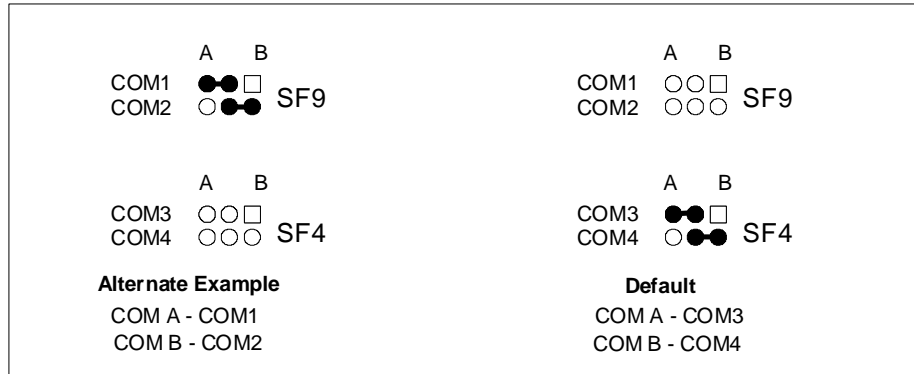 A B
COM1
COM2
SF9
A B
COM3
COM4
SF4
Alternate Example
COM A - COM1
COM B - COM2
A B
COM1
COM2
SF9
A B
COM3
COM4
SF4
Default
COM A - COM3
COM B - COM4